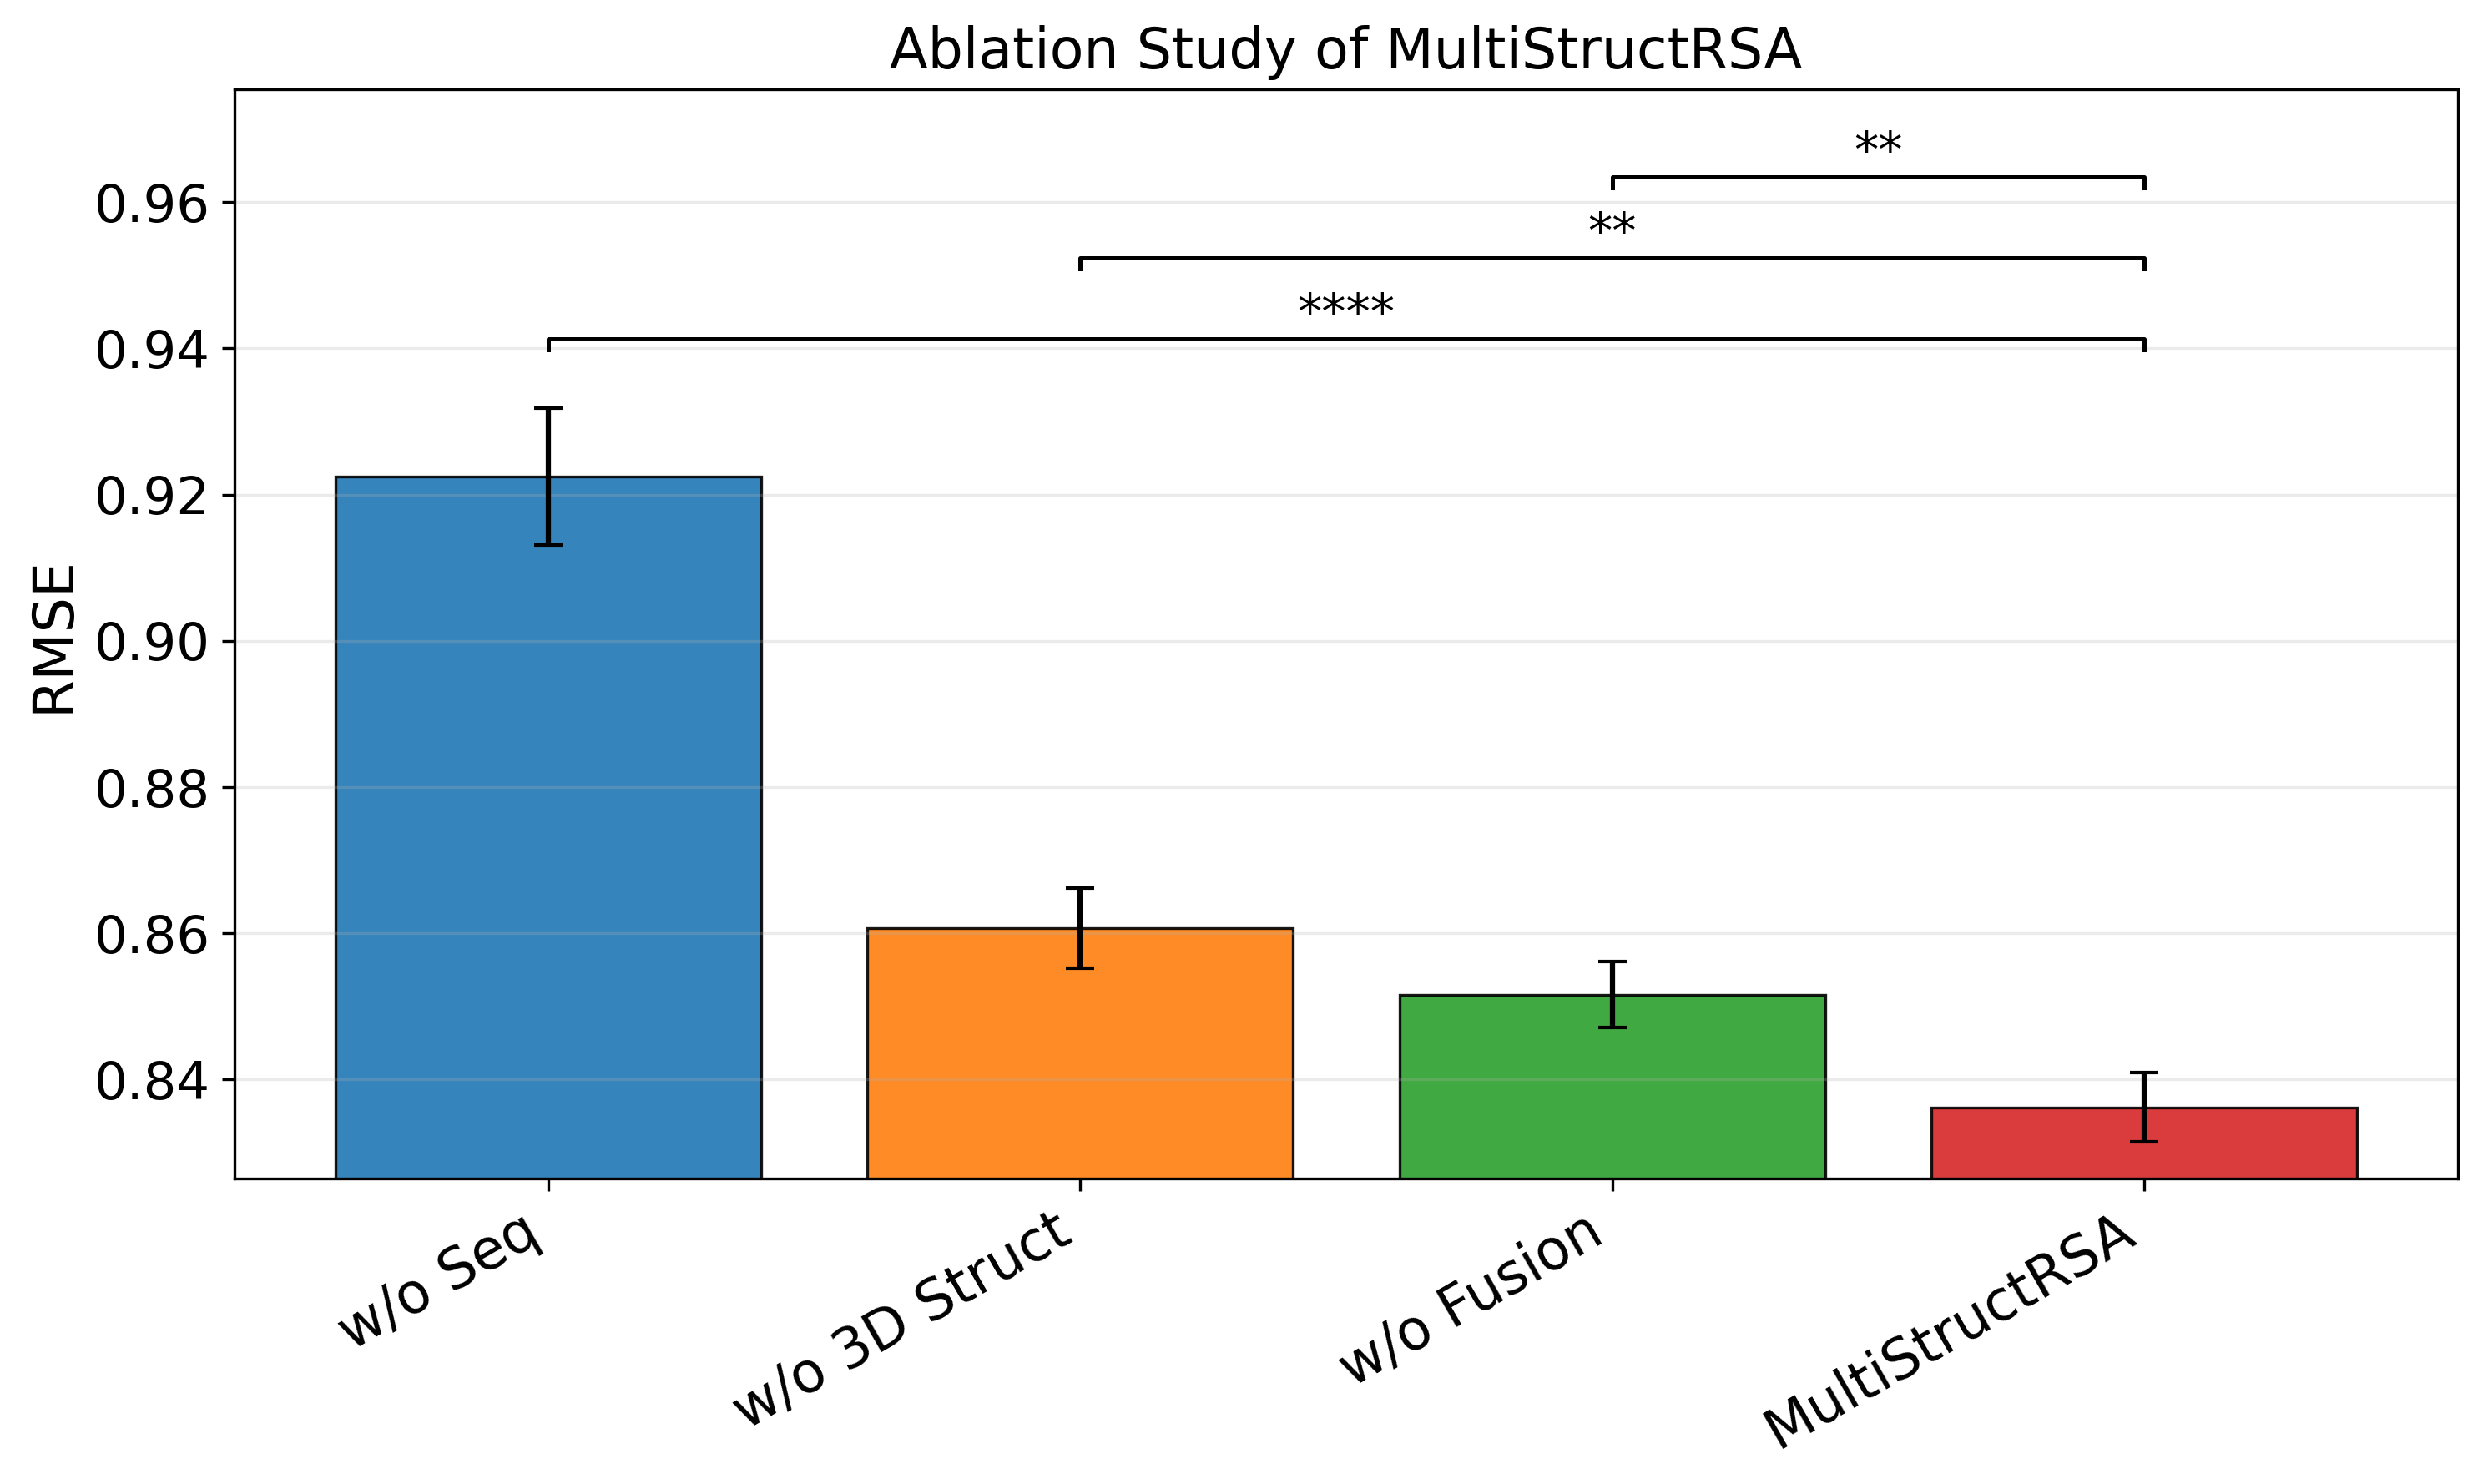 Ablation Study of MultiStructRSA
**
**
****
0.96
0.94
0.92
0.90
0.88
0.86
0.84
RMSE
w/o Seq
w/o 3D Struct
w/o Fusion
MultiStructRSA